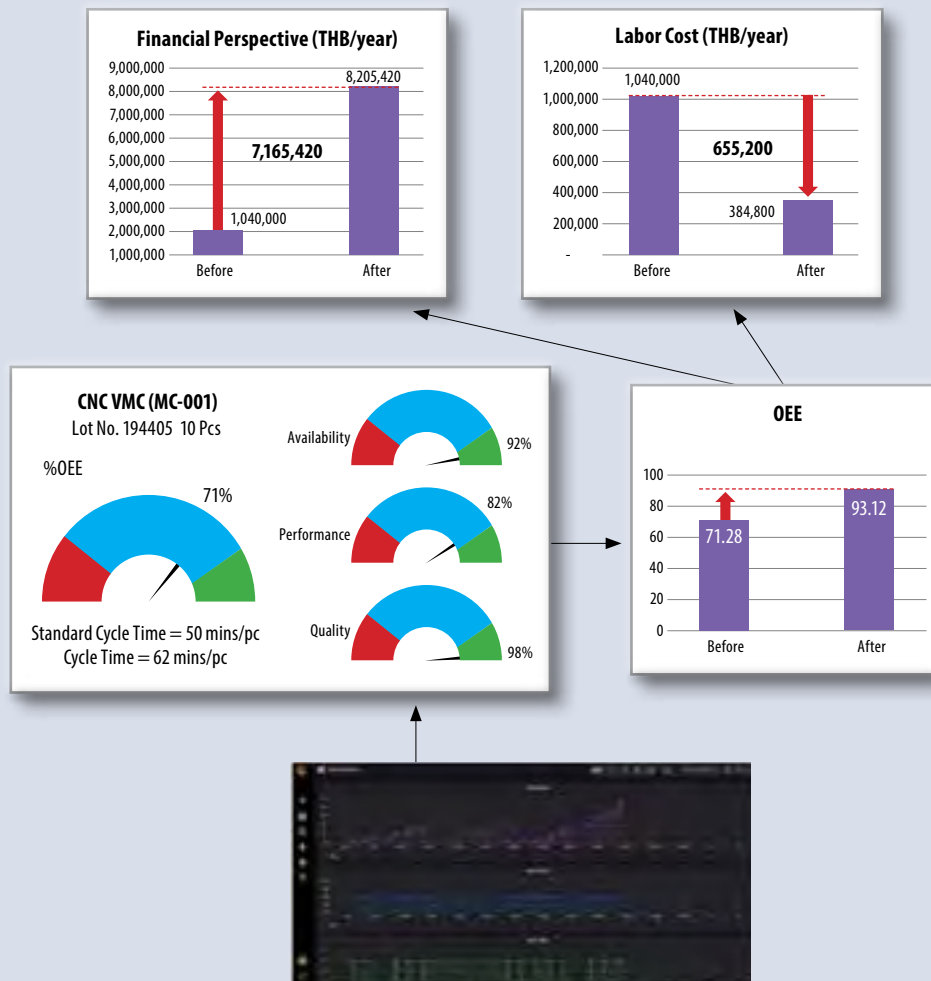 Financial Perspective (THB/year)
9,000,000
8,000,000
7,000,000
6,000,000
5,000,000
4,000,000
3,000,000
2,000,000
1,000,000
8,205,420
7,165,420
1,040,000
Before
After
Labor Cost (THB/year)
1,200,000
1,000,000
800,000
600,000
400,000
200,000
-
1,040,000
655,200
384,800
Before
After
CNC VMC (MC-001)
Lot No. 194405 10 Pcs
%OEE
71%
Standard Cycle Time = 50 mins/pc
Cycle Time = 62 mins/pc
Availability
92%
Performance
82%
Quality
98%
OEE
100
80
60
40
20
0
71.28
93.12
Before
After